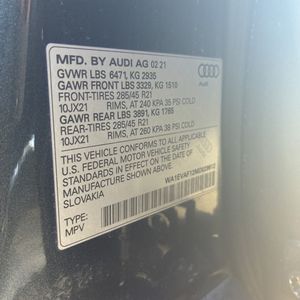 MFD. BY AUDI AG 02 21
GVWR LBS 6471, KG 2935
GAWR FRONT LBS 3329, KG 1510
FRONT-TIRES 285/45 R21
10JX21 RIMS, AT 240 KPA 35 PSI COLD
GAWR REAR LBS 3891, KG 1765
REAR-TIRES 285/45 R21
10JX21 RIMS, AT 260 KPA 38 PSI COLD
THIS VEHICLE CONFORMS TO ALL APPLICABLE
U.S. FEDERAL MOTOR VEHICLE SAFETY
STANDARDS IN EFFECT ON THE DATE OF
MANUFACTURE SHOWN ABOVE
SLOVAKIA
TYPE:
MPV